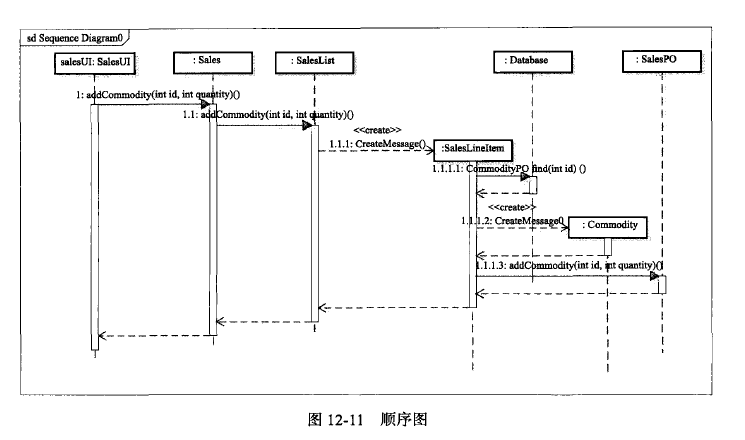 sd Sequence Diagram0
salesUI: SalesUI
: Sales
: SalesList
: Database
: SalesPO
1: addCommodity(int id, int quantity)()
1.1: addCommodity(int id, int quantity)()
<<create>>
1.1.1: CreateMessage()
:SalesLineItem
1.1.1.1: CommodityPO find(int id) ()
<<create>>
1.1.1.2: CreateMessage()
: Commodity
1.1.1.3: addCommodity(int id, int quantity)()
图 12-11 顺序图